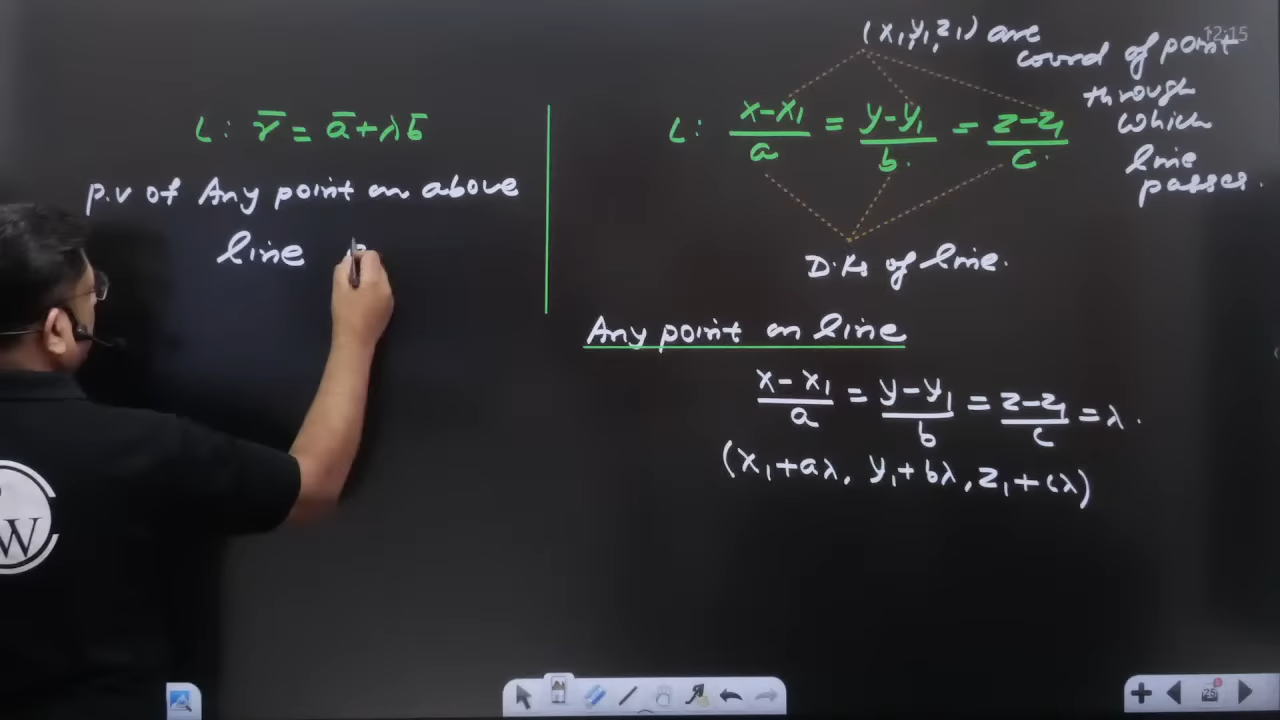 12:15
L: r̄ = ā + λb̄
p.v of Any point on above
line
(x₁, y₁, z₁) are
coord of point
through
which
line
passes.
L: (x-x₁)/a = (y-y₁)/b = (z-z₁)/c
D.Rs of line.
Any point on line
(x-x₁)/a = (y-y₁)/b = (z-z₁)/c = λ.
(x₁+aλ, y₁+bλ, z₁+cλ)
W
25